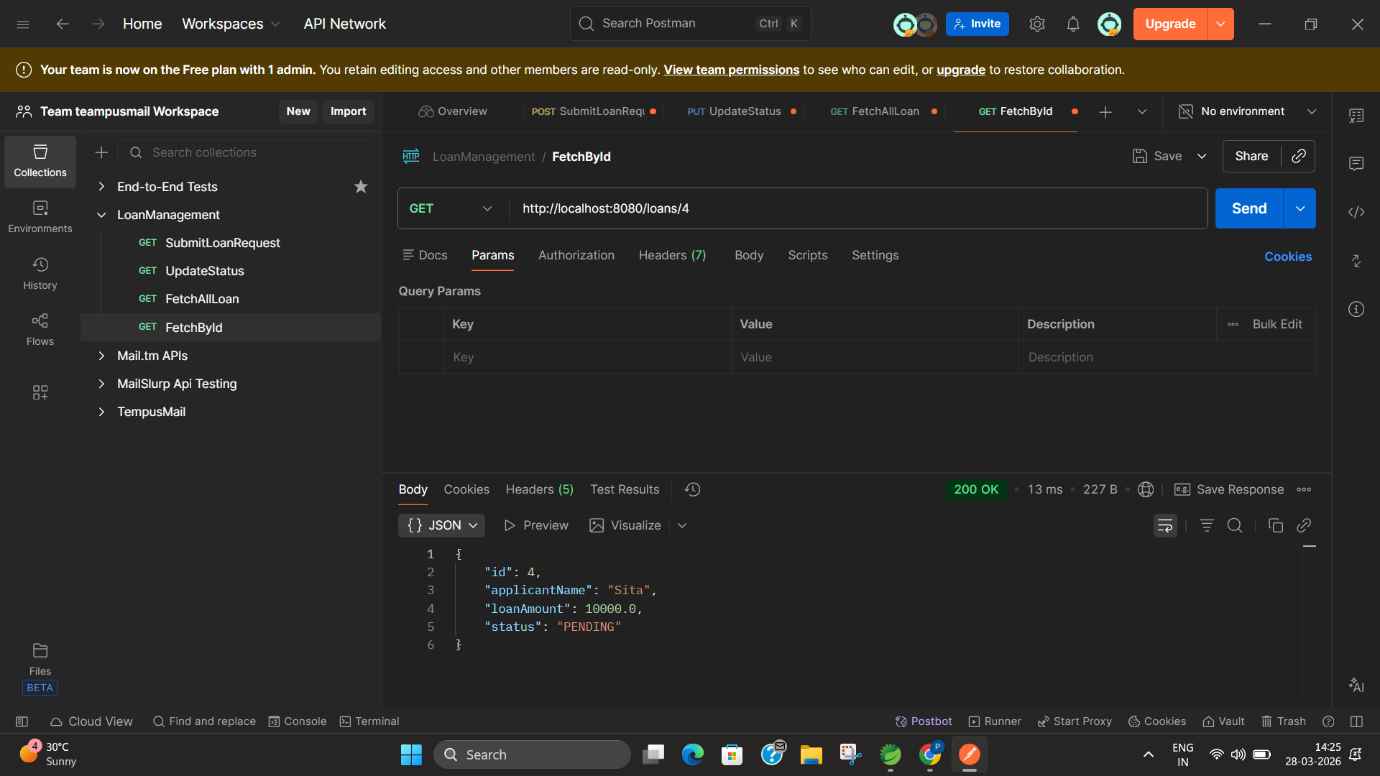 Home
Workspaces
API Network
Search Postman
Ctrl K
Invite
Upgrade
Your team is now on the Free plan with 1 admin. You retain editing access and other members are read-only. View team permissions to see who can edit, or upgrade to restore collaboration.
Team teampusmail Workspace
New
Import
Overview
POST SubmitLoanRequ
PUT UpdateStatus
GET FetchAllLoan
GET FetchById
No environment
Collections
Environments
History
Flows
Files
BETA
Search collections
End-to-End Tests
LoanManagement
GET SubmitLoanRequest
GET UpdateStatus
GET FetchAllLoan
GET FetchById
Mail.tm APIs
MailSlurp Api Testing
TempusMail
HTTP LoanManagement / FetchById
Save
Share
GET
http://localhost:8080/loans/4
Send
Docs
Params
Authorization
Headers (7)
Body
Scripts
Settings
Cookies
Query Params
Key Value Description Bulk Edit
Key Value Description
Body
Cookies
Headers (5)
Test Results
200 OK • 13 ms • 227 B
e.g. Save Response
{} JSON
Preview
Visualize
1 {
2 "id": 4,
3 "applicantName": "Sita",
4 "loanAmount": 10000.0,
5 "status": "PENDING"
6 }
Cloud View
Find and replace
Console
Terminal
Postbot
Runner
Start Proxy
Cookies
Vault
Trash
4
30°C
Sunny
Search
P
ENG
IN
14:25
28-03-2026
AI